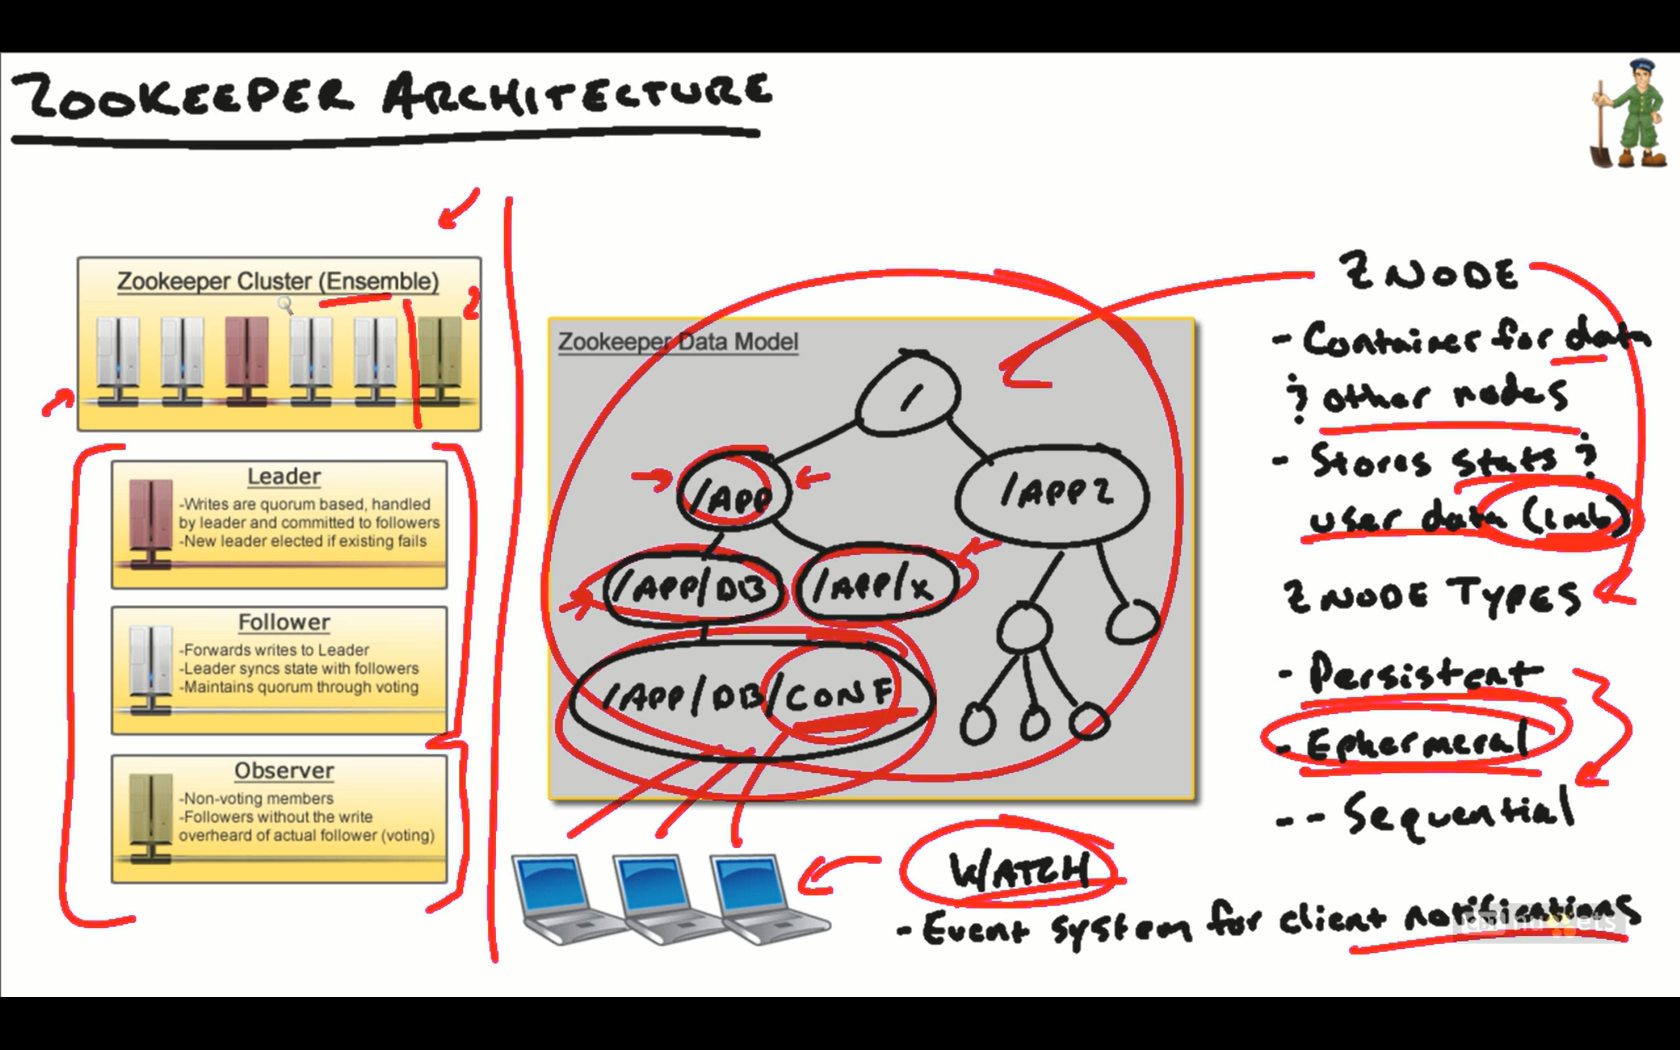 ZOOKEEPER ARCHITECTURE
Zookeeper Cluster (Ensemble)
2
Leader
-Writes are quorum based, handled
by leader and committed to followers
-New leader elected if existing fails
Follower
-Forwards writes to Leader
-Leader syncs state with followers
-Maintains quorum through voting
Observer
-Non-voting members
-Followers without the write
overheard of actual follower (voting)
Zookeeper Data Model
/
/APP
/APP2
/APP/DB
/APP/X
/APP/DB/CONF
ZNODE
- Container for data
& other nodes
- Stores stats &
user data (1mb)
ZNODE TYPES
- Persistent
- Ephermeral
-- Sequential
WATCH
- Event system for client notifications